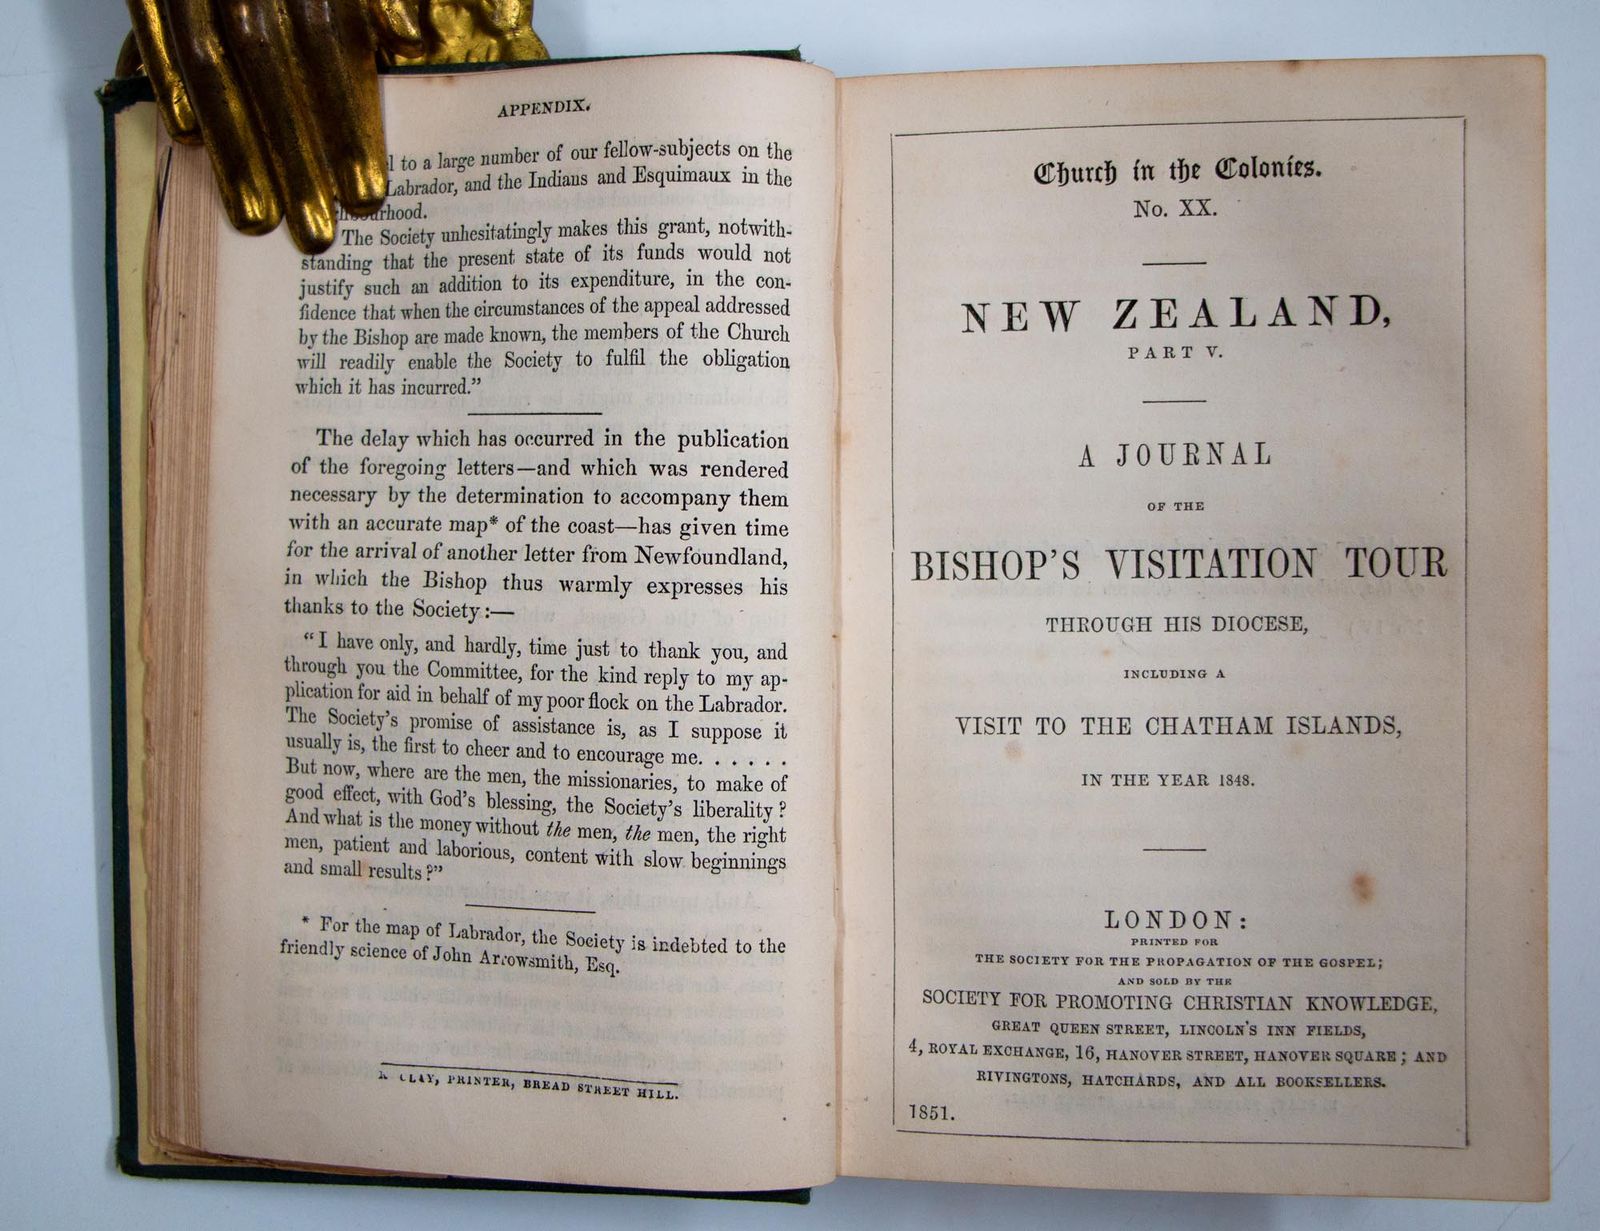 APPENDIX.
to a large number of our fellow-subjects on the
Labrador, and the Indians and Esquimaux in the
The Society unhesitatingly makes this grant, notwith-
standing that the present state of its funds would not
justify such an addition to its expenditure, in the con-
fidence that when the circumstances of the appeal addressed
by the Bishop are made known, the members of the Church
will readily enable the Society to fulfil the obligation
which it has incurred.”
The delay which has occurred in the publication
of the foregoing letters—and which was rendered
necessary by the determination to accompany them
with an accurate map* of the coast—has given time
for the arrival of another letter from Newfoundland,
in which the Bishop thus warmly expresses his
thanks to the Society:—
“I have only, and hardly, time just to thank you, and
through you the Committee, for the kind reply to my ap-
plication for aid in behalf of my poor flock on the Labrador.
The Society’s promise of assistance is, as I suppose it
usually is, the first to cheer and to encourage me. . . . . .
But now, where are the men, the missionaries, to make of
good effect, with God’s blessing, the Society’s liberality?
And what is the money without the men, the men, the right
men, patient and laborious, content with slow beginnings
and small results?”
* For the map of Labrador, the Society is indebted to the
friendly science of John Arrowsmith, Esq.
CLAY, PRINTER, BREAD STREET HILL.
Church in the Colonies.
No. XX.
NEW ZEALAND,
PART V.
A JOURNAL
OF THE
BISHOP’S VISITATION TOUR
THROUGH HIS DIOCESE,
INCLUDING A
VISIT TO THE CHATHAM ISLANDS,
IN THE YEAR 1848.
LONDON:
PRINTED FOR
THE SOCIETY FOR THE PROPAGATION OF THE GOSPEL;
AND SOLD BY THE
SOCIETY FOR PROMOTING CHRISTIAN KNOWLEDGE,
GREAT QUEEN STREET, LINCOLN’S INN FIELDS,
4, ROYAL EXCHANGE, 16, HANOVER STREET, HANOVER SQUARE; AND
RIVINGTONS, HATCHARDS, AND ALL BOOKSELLERS.
1851.